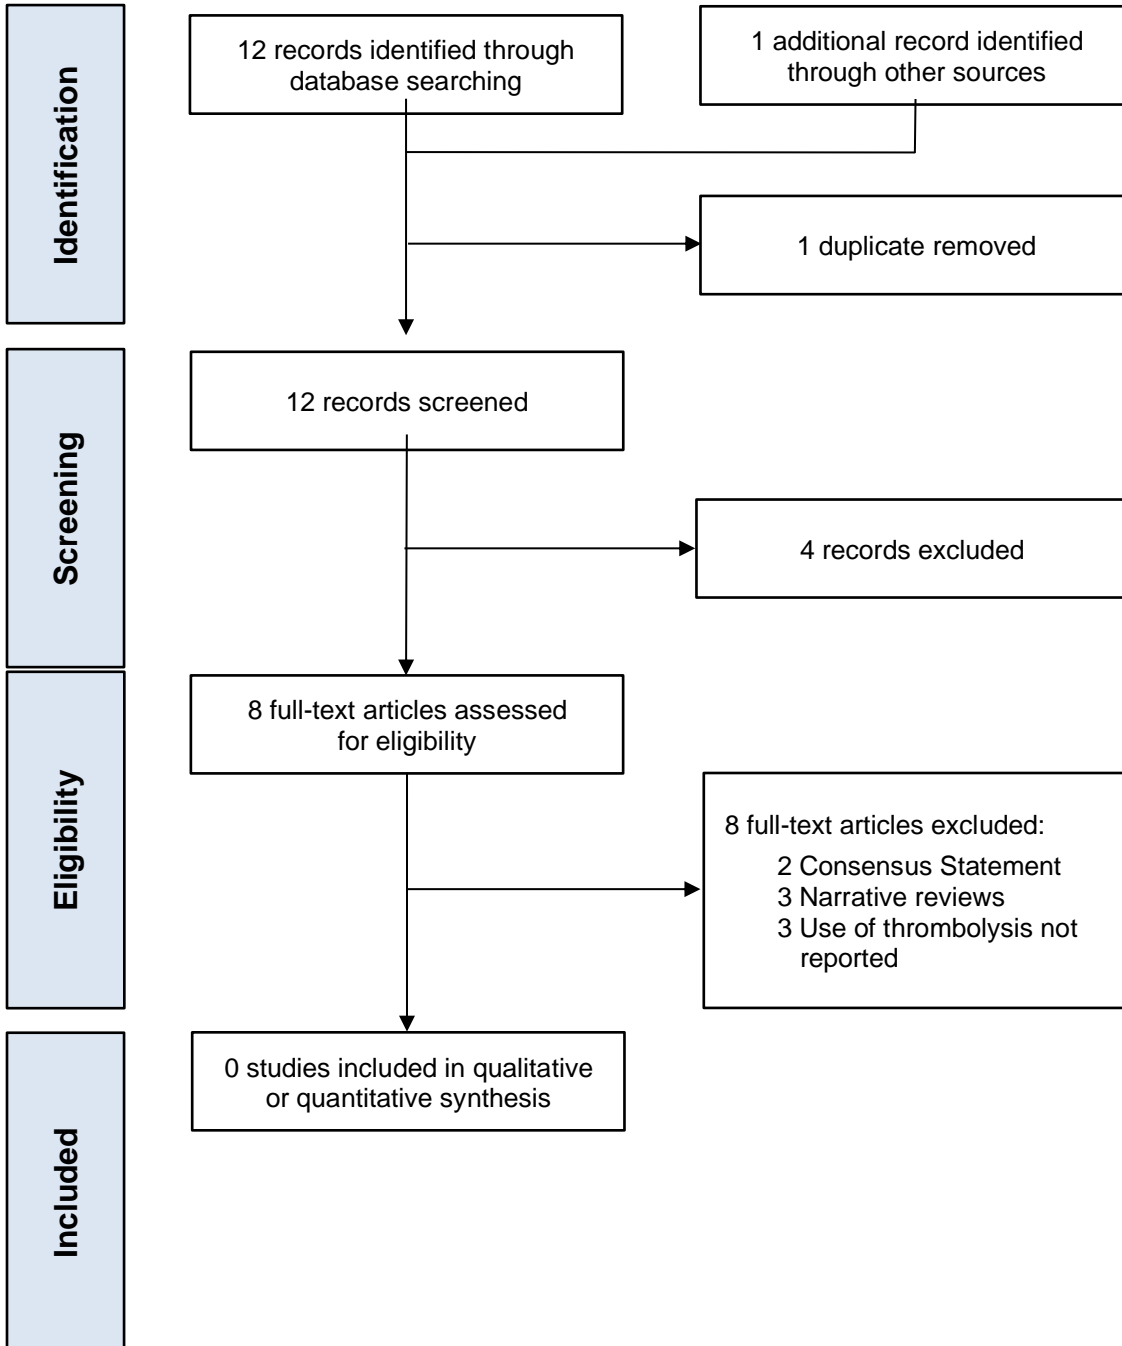 Identification
12 records identified through
database searching
1 additional record identified
through other sources
1 duplicate removed
Screening
12 records screened
4 records excluded
Eligibility
8 full-text articles assessed
for eligibility
8 full-text articles excluded:
2 Consensus Statement
3 Narrative reviews
3 Use of thrombolysis not
reported
Included
0 studies included in qualitative
or quantitative synthesis